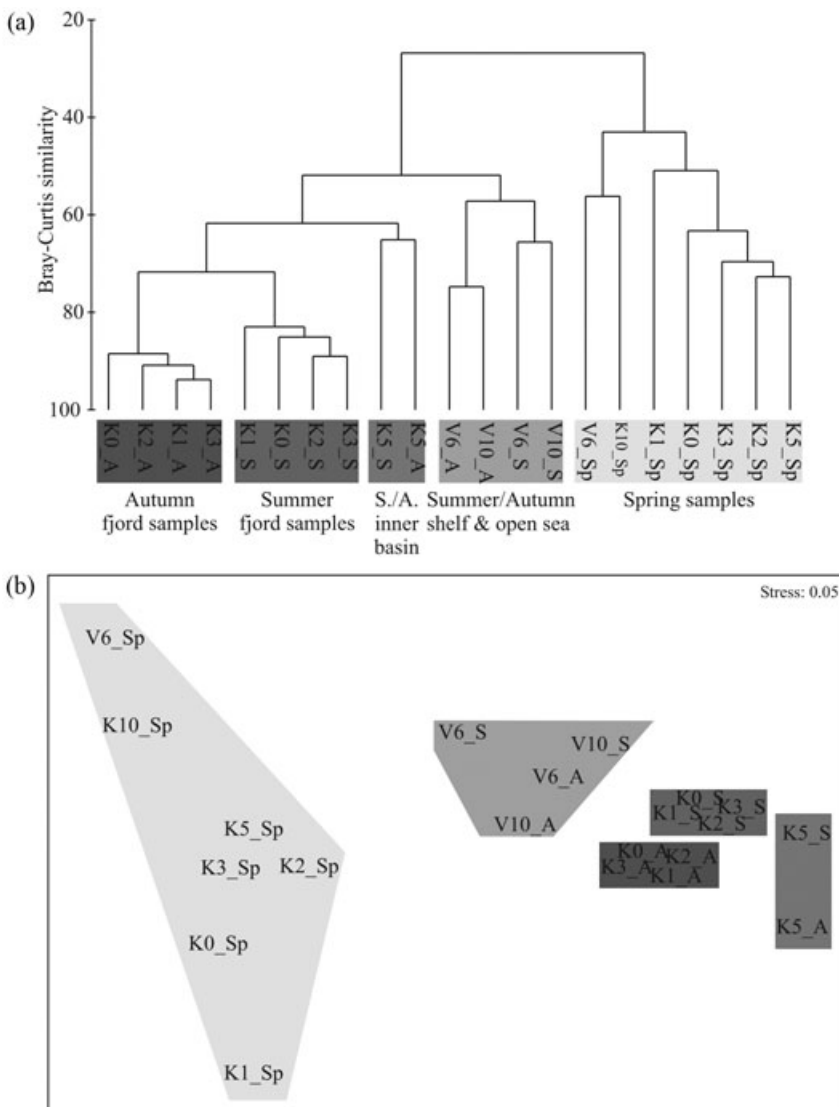 (a)
20
40
60
80
100
Bray-Curtis similarity
K0_A
K2_A
K1_A
K3_A
K1_S
K0_S
K2_S
K3_S
K5_S
K5_A
V6_A
V10_A
V6_S
V10_S
V6_Sp
K10_Sp
K1_Sp
K0_Sp
K3_Sp
K2_Sp
K5_Sp
Autumn
fjord samples
Summer
fjord samples
S./A.
inner
basin
Summer/Autumn
shelf & open sea
Spring samples
(b)
Stress: 0.05
V6_Sp
K10_Sp
K5_Sp
K3_Sp
K2_Sp
K0_Sp
K1_Sp
V6_S
V10_S
V6_A
V10_A
K0_S
K1_S
K3_S
K2_S
K0_A
K3_A
K2_A
K1_A
K5_S
K5_A